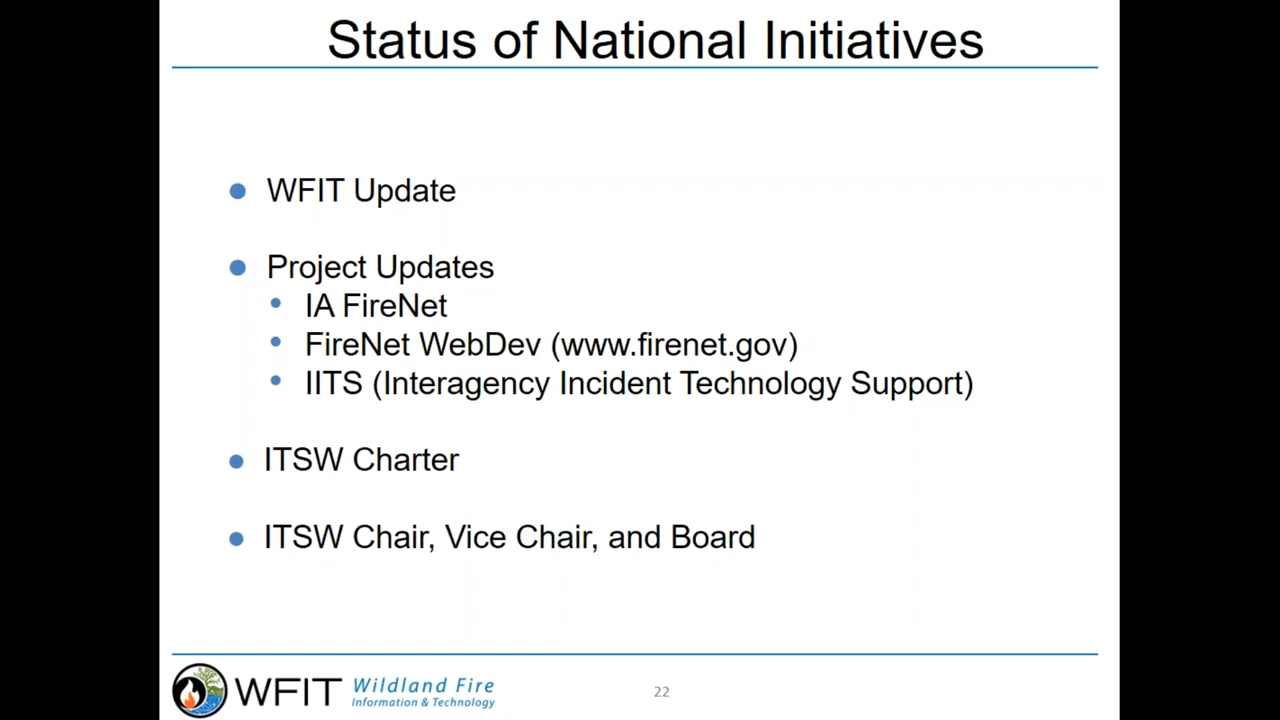 Status of National Initiatives
WFIT Update
Project Updates
IA FireNet
FireNet WebDev (www.firenet.gov)
IITS (Interagency Incident Technology Support)
ITSW Charter
ITSW Chair, Vice Chair, and Board
WFIT Wildland Fire
Information & Technology
22